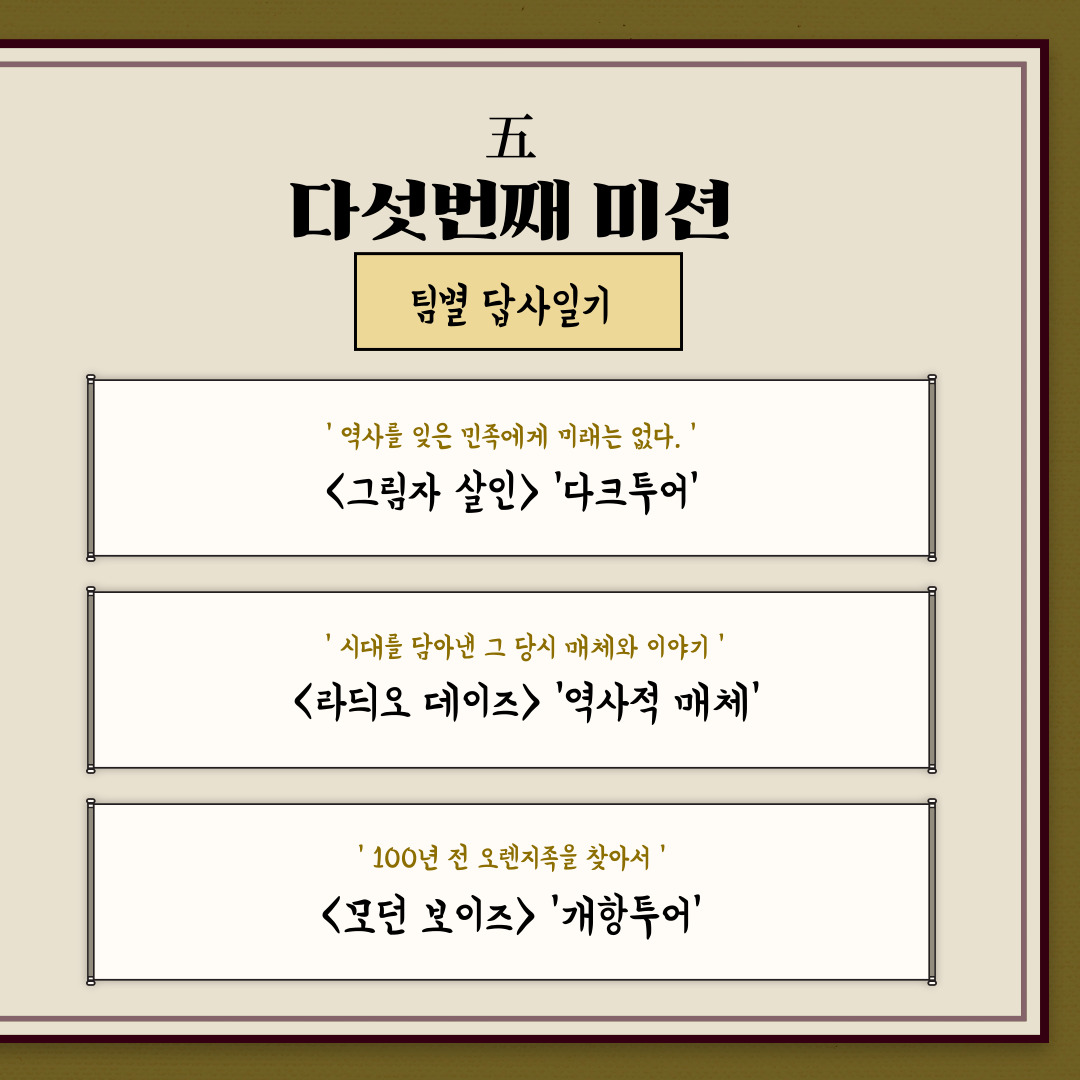 五
다섯번째 미션
팀별 답사일기
' 역사를 잊은 민족에게 미래는 없다. '
<그림자 살인> '다크투어'
' 시대를 담아낸 그 당시 매체와 이야기 '
<라듸오 데이즈> '역사적 매체'
' 100년 전 오렌지족을 찾아서 '
<모던 보이즈> '개항투어'